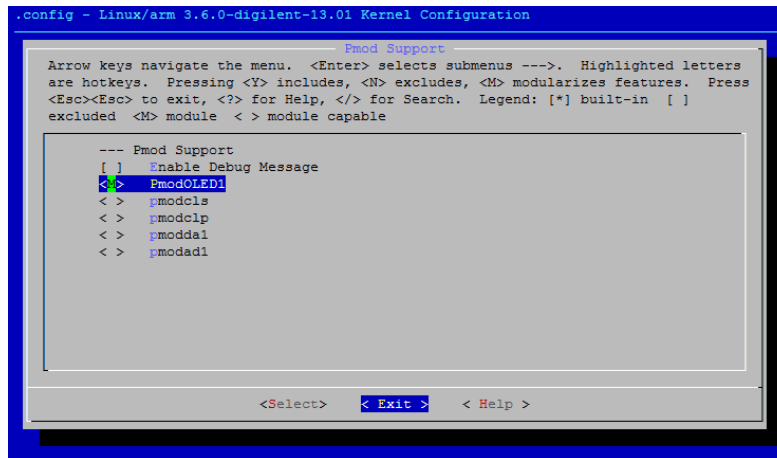 .config - Linux/arm 3.6.0-digilent-13.01 Kernel Configuration
Pmod Support
Arrow keys navigate the menu. <Enter> selects submenus --->. Highlighted letters
are hotkeys. Pressing <Y> includes, <N> excludes, <M> modularizes features. Press
<Esc><Esc> to exit, <?> for Help, </> for Search. Legend: [*] built-in [ ]
excluded <M> module < > module capable
--- Pmod Support
[ ] Enable Debug Message
<M> PmodOLED1
< > pmodcls
< > pmodclp
< > pmodda1
< > pmodad1
<Select> < Exit > < Help >